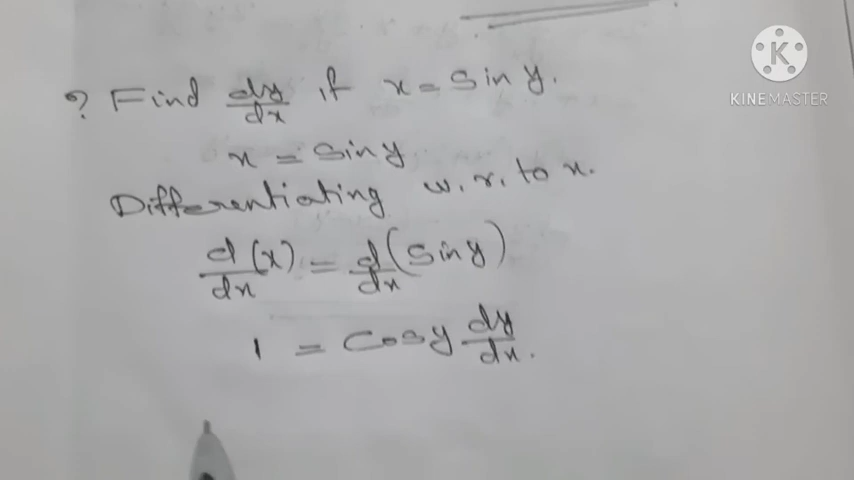 ? Find dy/dx if x = Sin y.
x = Sin y
Differentiating w.r. to x.
d/dx (x) = d/dx (Sin y)
1 = Cos y dy/dx.
K
KINEMASTER